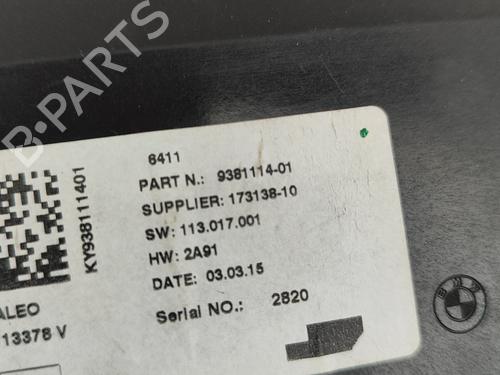 B-PARTS
6411
PART N.: 9381114-01
SUPPLIER: 173138-10
SW: 113.017.001
HW: 2A91
DATE: 03.03.15
Serial NO.: 2820
KY938111401
ALEO
13378 V
BMW